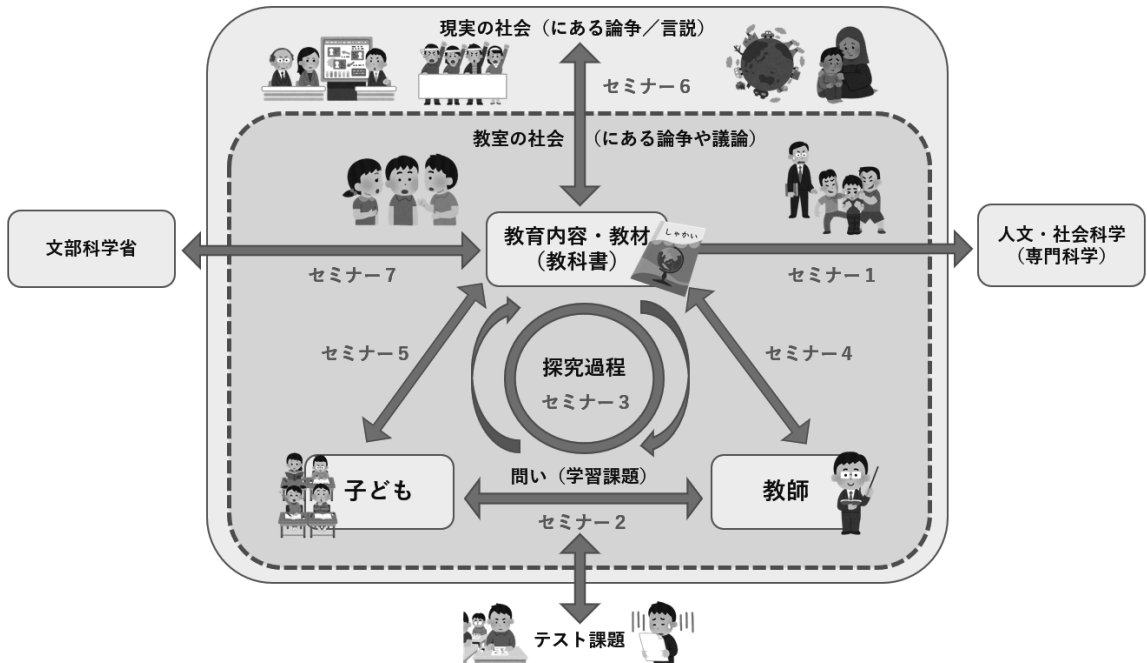 現実の社会（にある論争／言説）
セミナー6
教室の社会
（にある論争や議論）
文部科学省
教育内容・教材
（教科書）
しゃかい
人文・社会科学
（専門科学）
セミナー7
セミナー1
セミナー5
探究過程
セミナー3
セミナー4
子ども
問い（学習課題）
セミナー2
教師
テスト課題